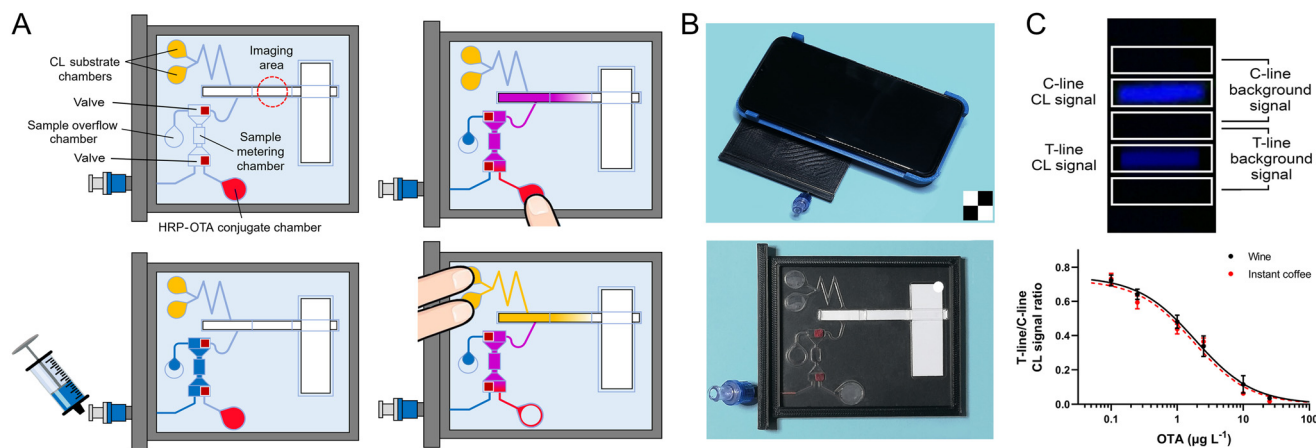 A
CL substrate
chambers
Imaging
area
Valve
Sample overflow
chamber
Sample
metering
chamber
Valve
HRP-OTA conjugate chamber
B
C
C-line
CL signal
C-line
background
signal
T-line
CL signal
T-line
background
signal
T-line/C-line
CL signal ratio
0.8
0.6
0.4
0.2
0.0
Wine
Instant coffee
0.1
1
10
100
OTA (µg L⁻¹)